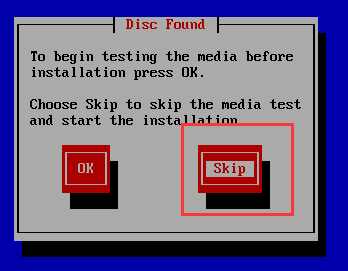 Disc Found
To begin testing the media before
installation press OK.
Choose Skip to skip the media test
and start the installation
OK
Skip